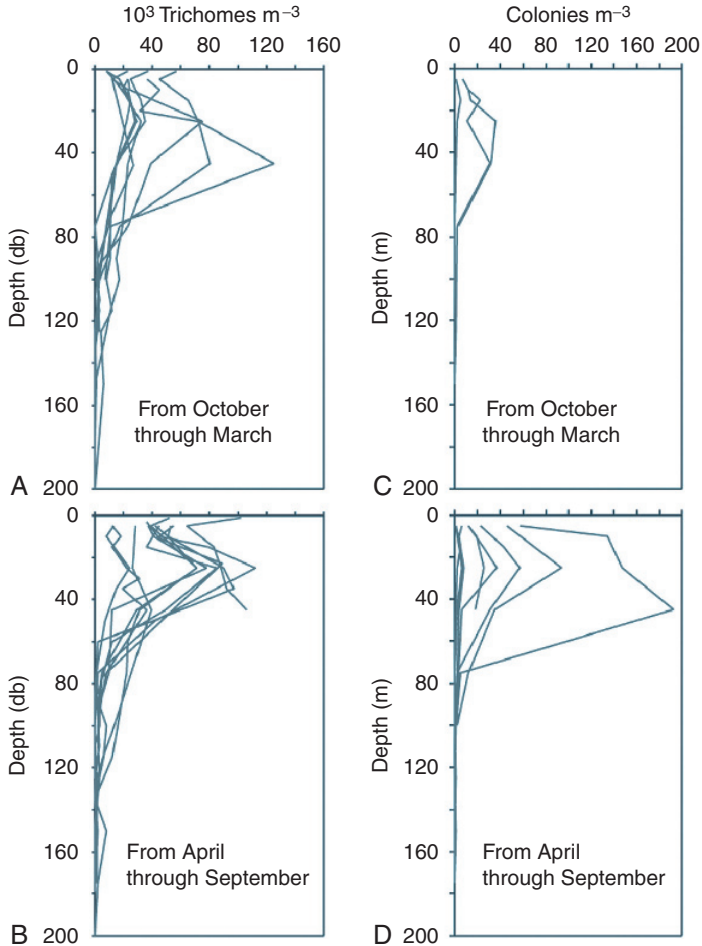 10³ Trichomes m⁻³
0 40 80 120 160
0
40
80
120
160
200
Depth (db)
From October
through March
A
Colonies m⁻³
0 40 80 120 160 200
0
40
80
120
160
200
Depth (m)
From October
through March
C
0
40
80
120
160
200
Depth (db)
From April
through September
B
0
40
80
120
160
200
Depth (m)
From April
through September
D